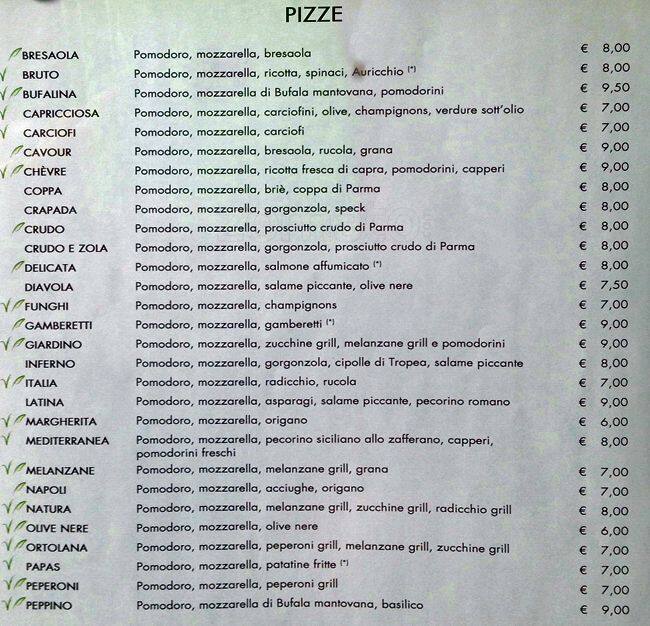 PIZZE
BRESAOLA Pomodoro, mozzarella, bresaola € 8,00
BRUTO Pomodoro, mozzarella, ricotta, spinaci, Auricchio (*) € 8,00
BUFALINA Pomodoro, mozzarella di Bufala mantovana, pomodorini € 9,50
CAPRICCIOSA Pomodoro, mozzarella, carciofini, olive, champignons, verdure sott'olio € 7,00
CARCIOFI Pomodoro, mozzarella, carciofi € 7,00
CAVOUR Pomodoro, mozzarella, bresaola, rucola, grana € 9,00
CHÈVRE Pomodoro, mozzarella, ricotta fresca di capra, pomodorini, capperi € 9,00
COPPA Pomodoro, mozzarella, briè, coppa di Parma € 8,00
CRAPADA Pomodoro, mozzarella, gorgonzola, speck € 8,00
CRUDO Pomodoro, mozzarella, prosciutto crudo di Parma € 8,00
CRUDO E ZOLA Pomodoro, mozzarella, gorgonzola, prosciutto crudo di Parma € 8,00
DELICATA Pomodoro, mozzarella, salmone affumicato (*) € 8,00
DIAVOLA Pomodoro, mozzarella, salame piccante, olive nere € 7,50
FUNGHI Pomodoro, mozzarella, champignons € 7,00
GAMBERETTI Pomodoro, mozzarella, gamberetti (*) € 9,00
GIARDINO Pomodoro, mozzarella, zucchine grill, melanzane grill e pomodorini € 9,00
INFERNO Pomodoro, mozzarella, gorgonzola, cipolle di Tropea, salame piccante € 8,00
ITALIA Pomodoro, mozzarella, radicchio, rucola € 7,00
LATINA Pomodoro, mozzarella, asparagi, salame piccante, pecorino romano € 9,00
MARGHERITA Pomodoro, mozzarella, origano € 6,00
MEDITERRANEA Pomodoro, mozzarella, pecorino siciliano allo zafferano, capperi, € 8,00
pomodorini freschi
MELANZANE Pomodoro, mozzarella, melanzane grill, grana € 7,00
NAPOLI Pomodoro, mozzarella, acciughe, origano € 7,00
NATURA Pomodoro, mozzarella, melanzane grill, zucchine grill, radicchio grill € 8,00
OLIVE NERE Pomodoro, mozzarella, olive nere € 6,00
ORTOLANA Pomodoro, mozzarella, peperoni grill, melanzane grill, zucchine grill € 7,00
PAPAS Pomodoro, mozzarella, patatine fritte (*) € 7,00
PEPERONI Pomodoro, mozzarella, peperoni grill € 7,00
PEPPINO Pomodoro, mozzarella di Bufala mantovana, basilico € 9,00